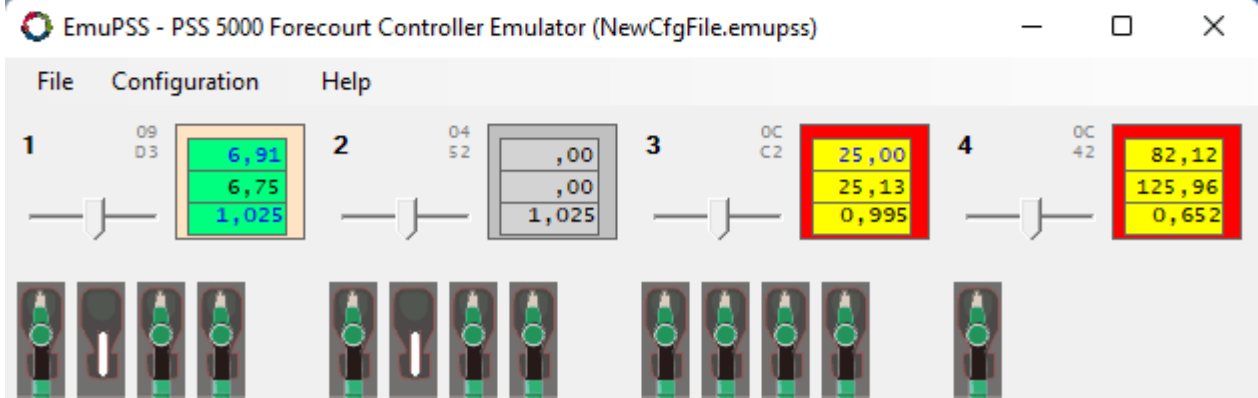 EmuPSS - PSS 5000 Forecourt Controller Emulator (NewCfgFile.emupss)
File Configuration Help
1 09 D3 6,91 6,75 1,025
2 04 52 ,00 ,00 1,025
3 0C C2 25,00 25,13 0,995
4 0C 42 82,12 125,96 0,652